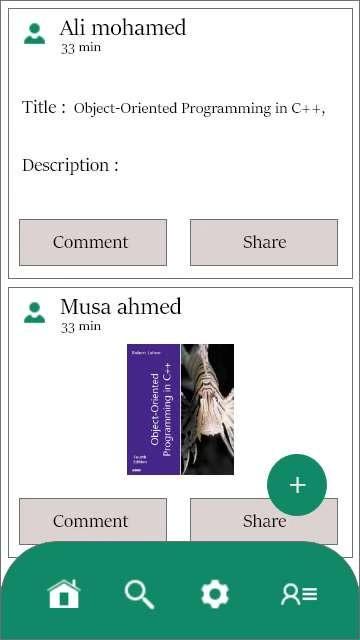 Ali mohamed
33 min
Title : Object-Oriented Programming in C++,
Description :
Comment Share
Musa ahmed
33 min
Robert Lafore
Object-Oriented
Programming in C++
Fourth
Edition
+
Comment Share